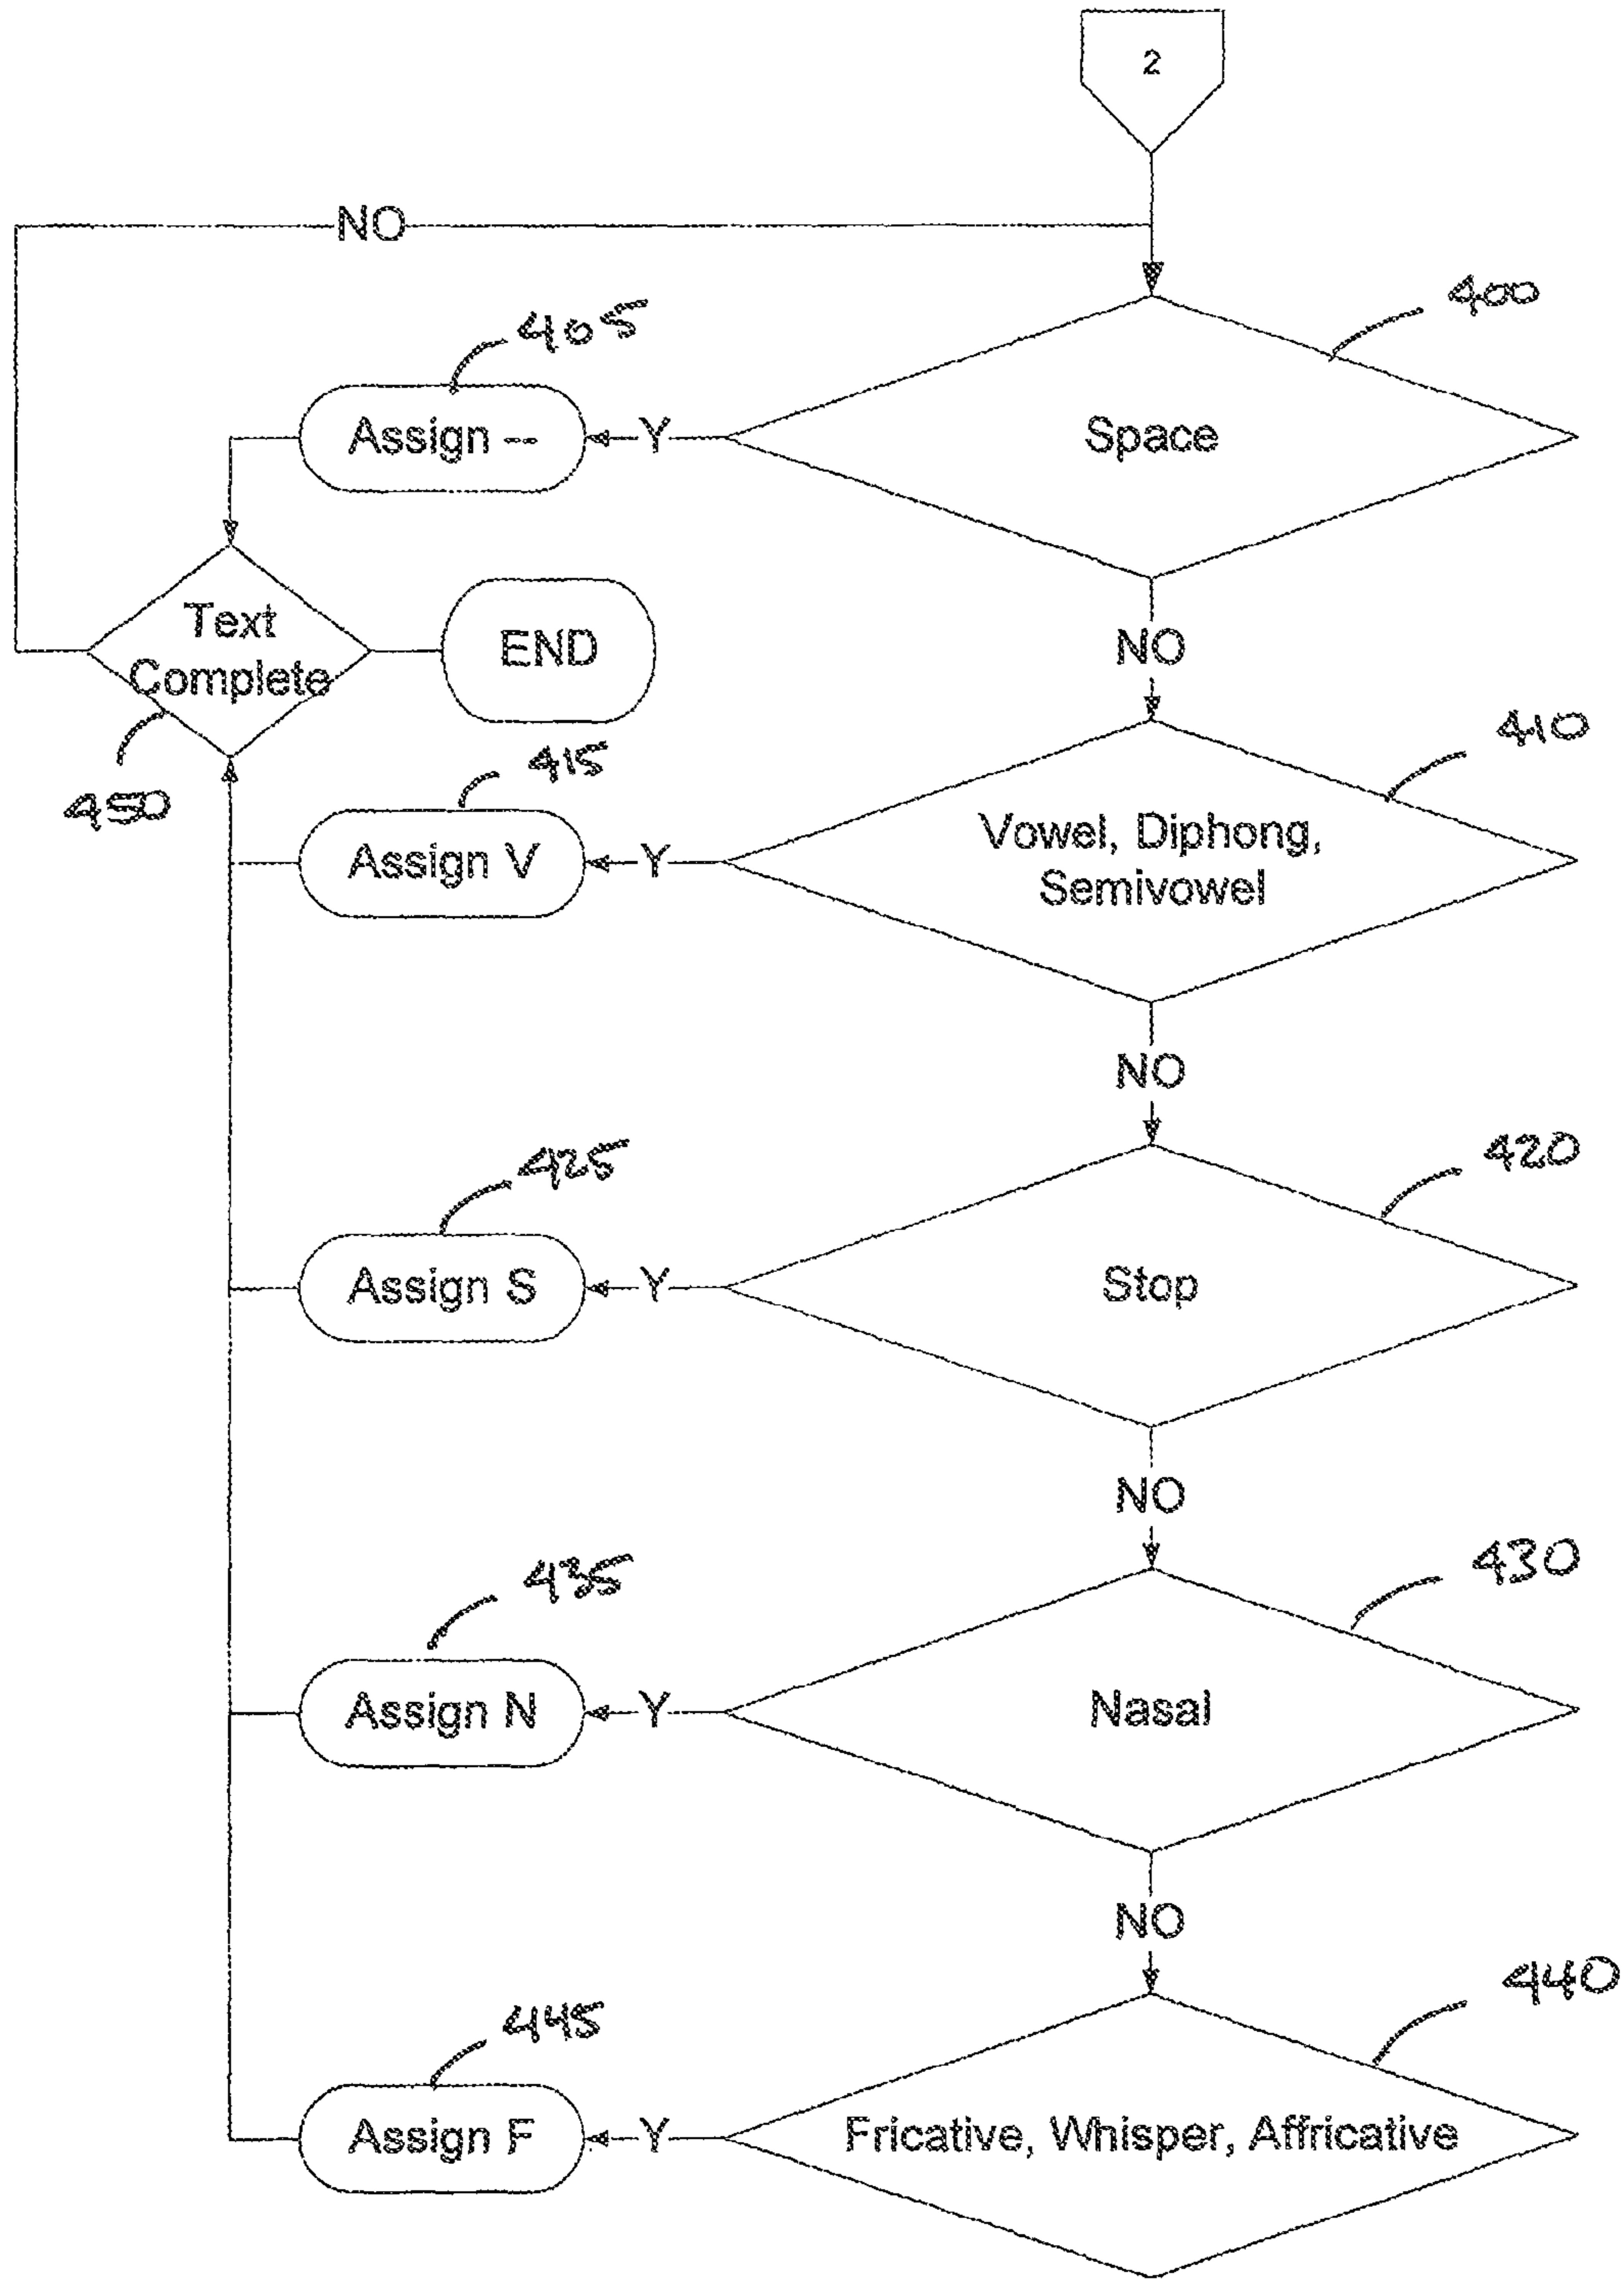 2
NO
400
405
Assign --
Y
Space
Text
Complete
END
NO
450
410
415
Assign V
Y
Vowel, Diphong,
Semivowel
NO
420
425
Assign S
Y
Stop
NO
430
435
Assign N
Y
Nasal
NO
440
445
Assign F
Y
Fricative, Whisper, Affricative